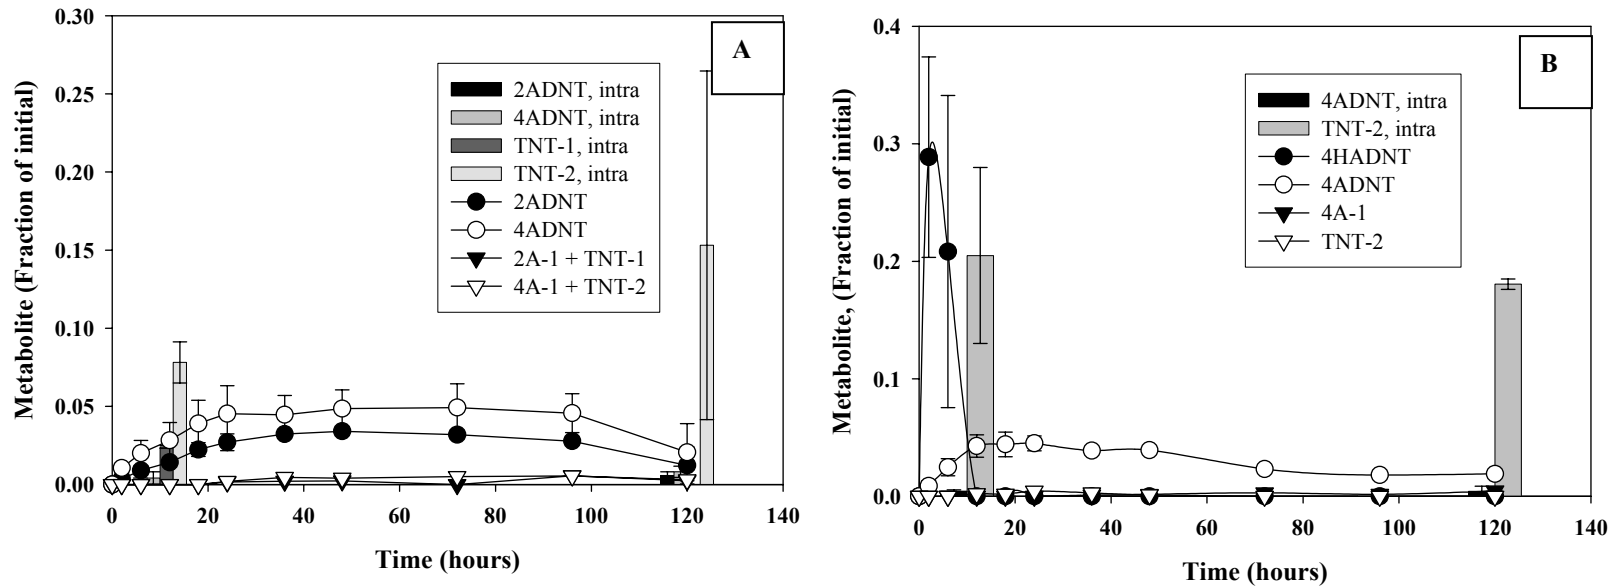 A
Metabolite (Fraction of initial)
0.30
0.25
0.20
0.15
0.10
0.05
0.00
2ADNT, intra
4ADNT, intra
TNT-1, intra
TNT-2, intra
2ADNT
4ADNT
2A-1 + TNT-1
4A-1 + TNT-2
0 20 40 60 80 100 120 140
Time (hours)
B
Metabolite, (Fraction of initial)
0.4
0.3
0.2
0.1
0.0
4ADNT, intra
TNT-2, intra
4HADNT
4ADNT
4A-1
TNT-2
0 20 40 60 80 100 120 140
Time (hours)